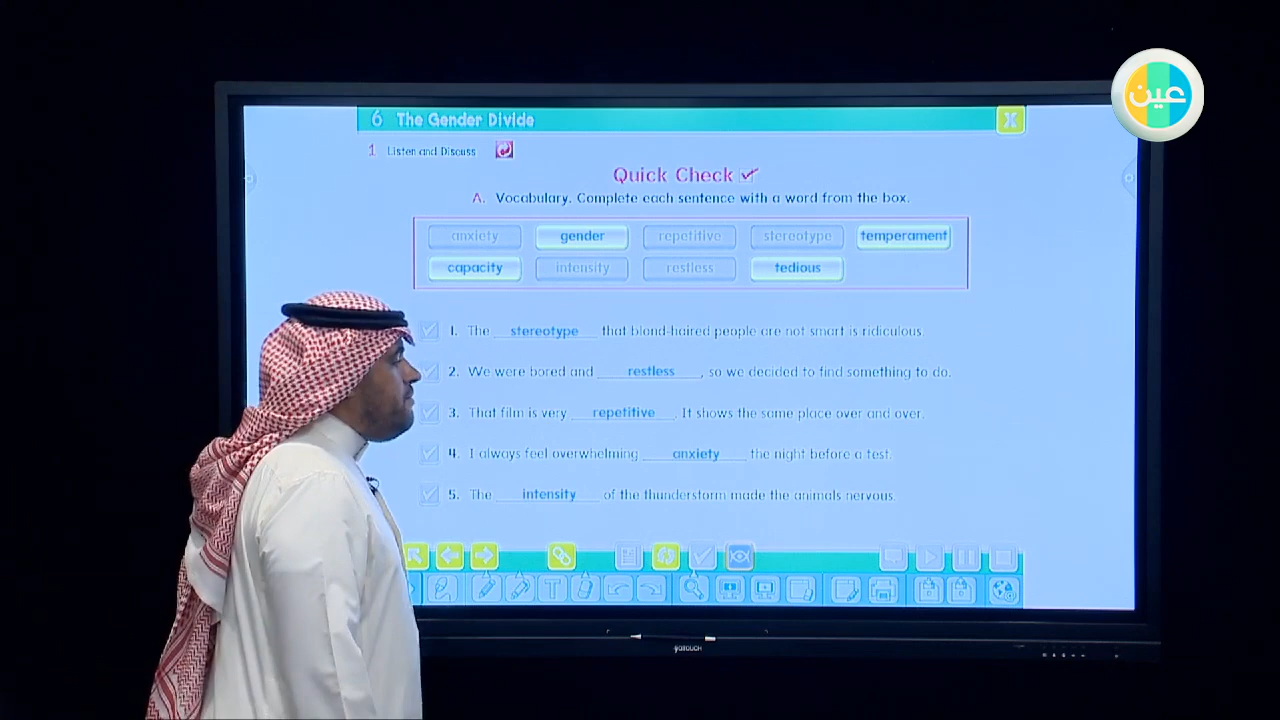 عين
6 The Gender Divide
1 Listen and Discuss
Quick Check
A. Vocabulary. Complete each sentence with a word from the box.
anxiety gender repetitive stereotype temperament
capacity intensity restless tedious
1. The stereotype that blond-haired people are not smart is ridiculous.
2. We were bored and restless, so we decided to find something to do.
3. That film is very repetitive. It shows the same place over and over.
4. I always feel overwhelming anxiety the night before a test.
5. The intensity of the thunderstorm made the animals nervous.